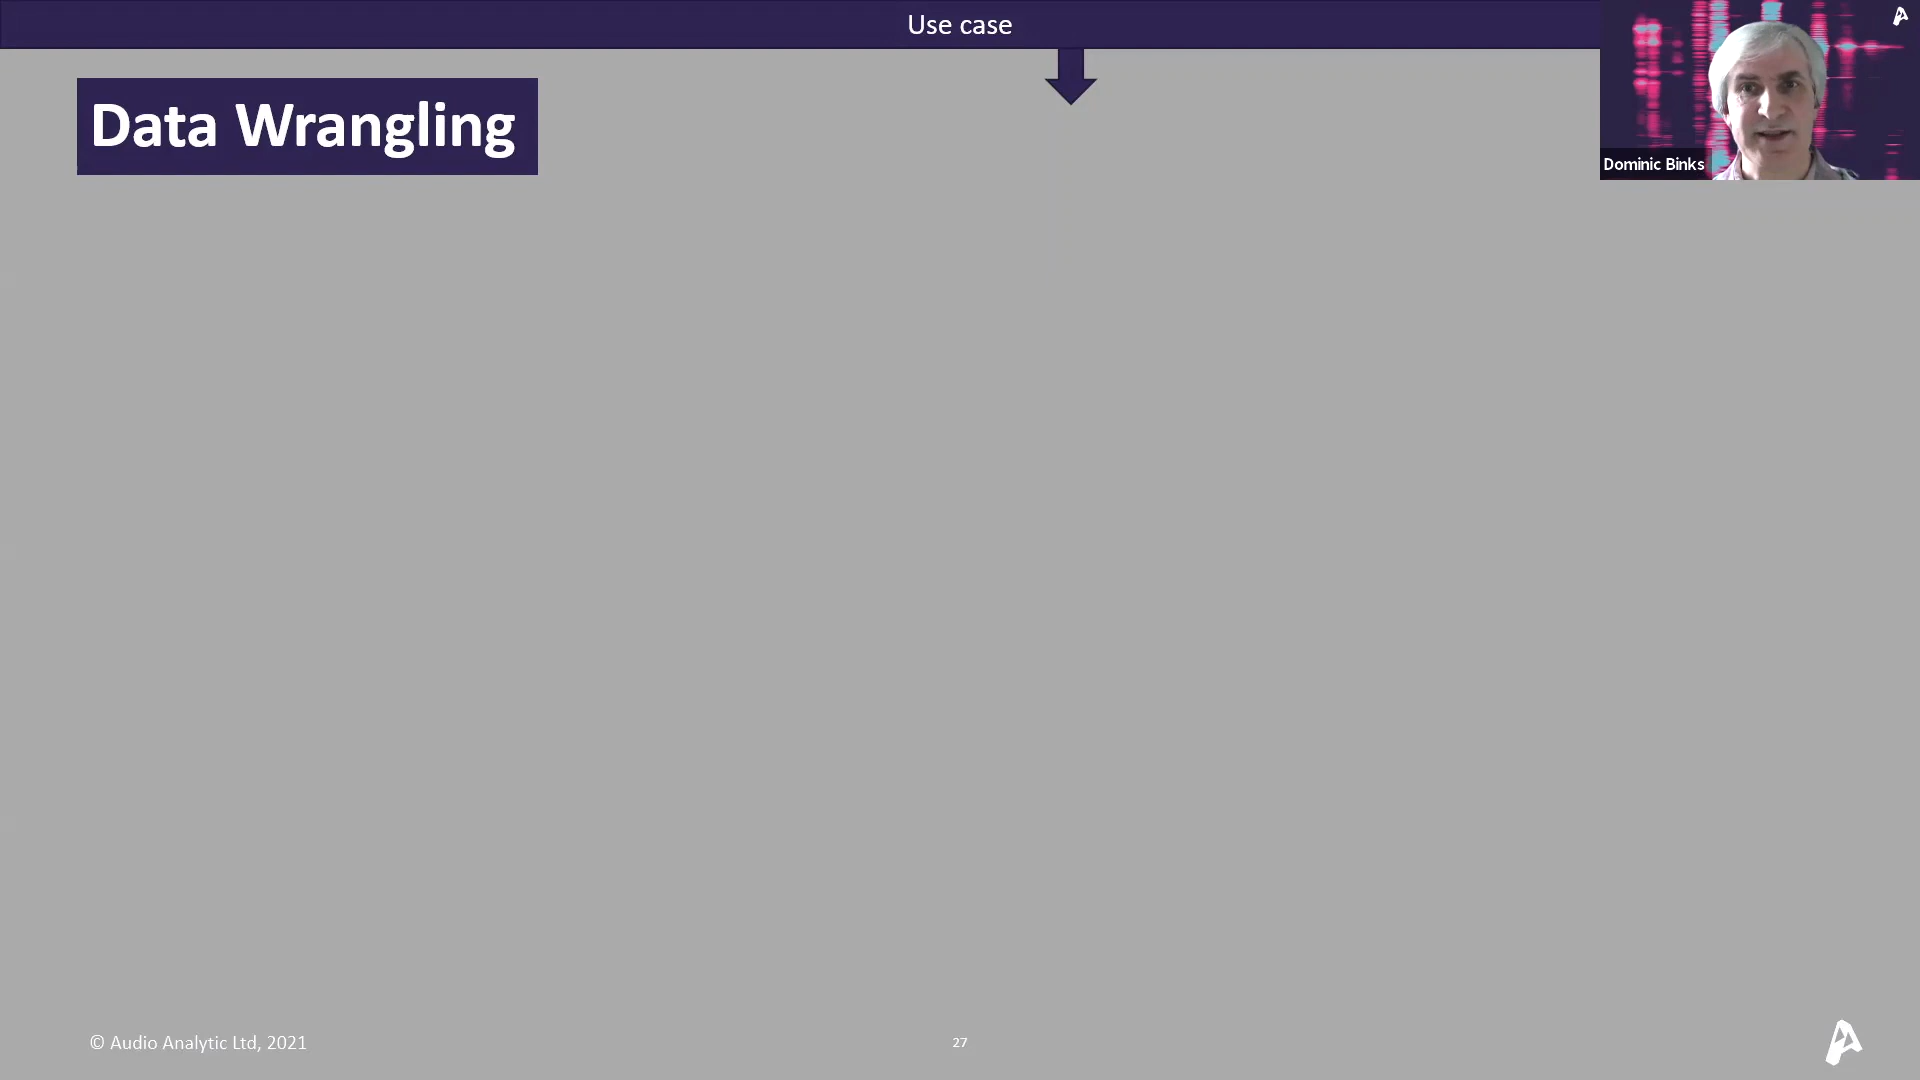 Use case
Data Wrangling
Dominic Binks
© Audio Analytic Ltd, 2021
27